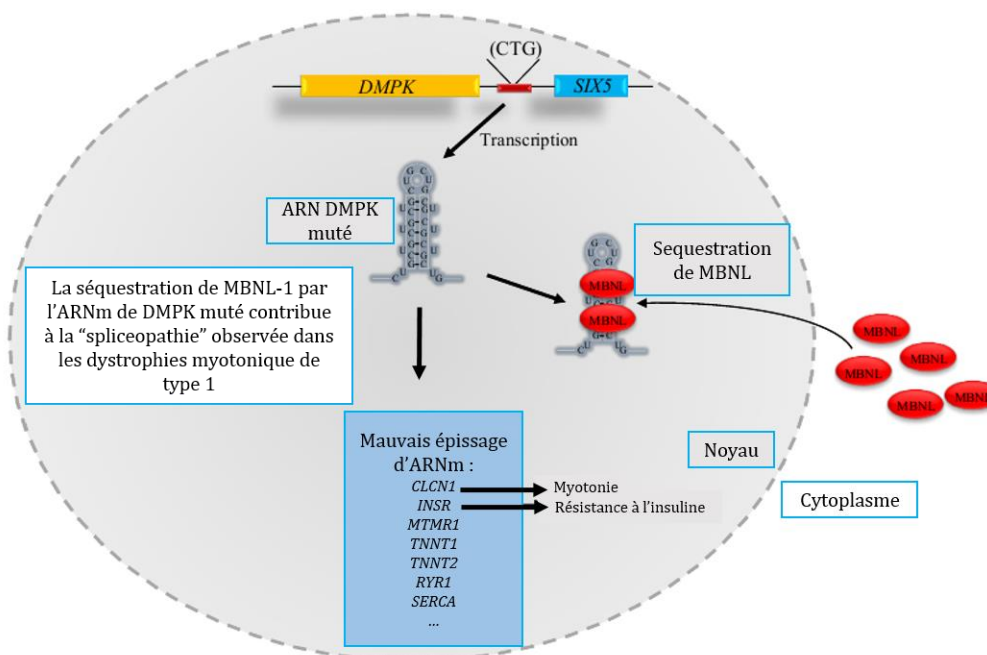 (CTG)
DMPK
SIX5
Transcription
ARN DMPK
muté
Sequestration
de MBNL
La séquestration de MBNL-1 par
l'ARNm de DMPK muté contribue
à la “spliceopathie” observée dans
les dystrophies myotonique de
type 1
MBNL
MBNL
MBNL
MBNL
MBNL
MBNL
MBNL
Mauvais épissage
d'ARNm :
CLCN1
Myotonie
INSR
Résistance à l'insuline
MTMR1
TNNT1
TNNT2
RYR1
SERCA
...
Noyau
Cytoplasme